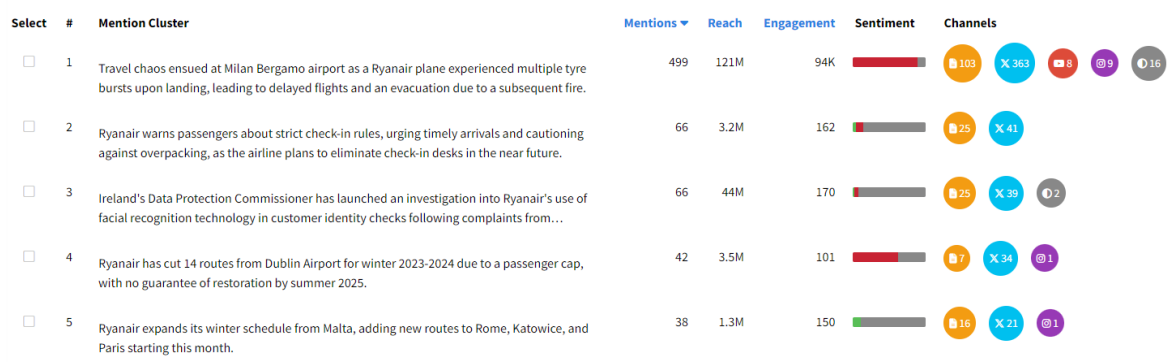 Select # Mention Cluster Mentions Reach Engagement Sentiment Channels
1 Travel chaos ensued at Milan Bergamo airport as a Ryanair plane experienced multiple tyre 499 121M 94K 103 X 363 8 9 16
bursts upon landing, leading to delayed flights and an evacuation due to a subsequent fire.
2 Ryanair warns passengers about strict check-in rules, urging timely arrivals and cautioning 66 3.2M 162 25 X 41
against overpacking, as the airline plans to eliminate check-in desks in the near future.
3 Ireland's Data Protection Commissioner has launched an investigation into Ryanair's use of 66 44M 170 25 X 39 2
facial recognition technology in customer identity checks following complaints from...
4 Ryanair has cut 14 routes from Dublin Airport for winter 2023-2024 due to a passenger cap, 42 3.5M 101 7 X 34 1
with no guarantee of restoration by summer 2025.
5 Ryanair expands its winter schedule from Malta, adding new routes to Rome, Katowice, and 38 1.3M 150 16 X 21 1
Paris starting this month.